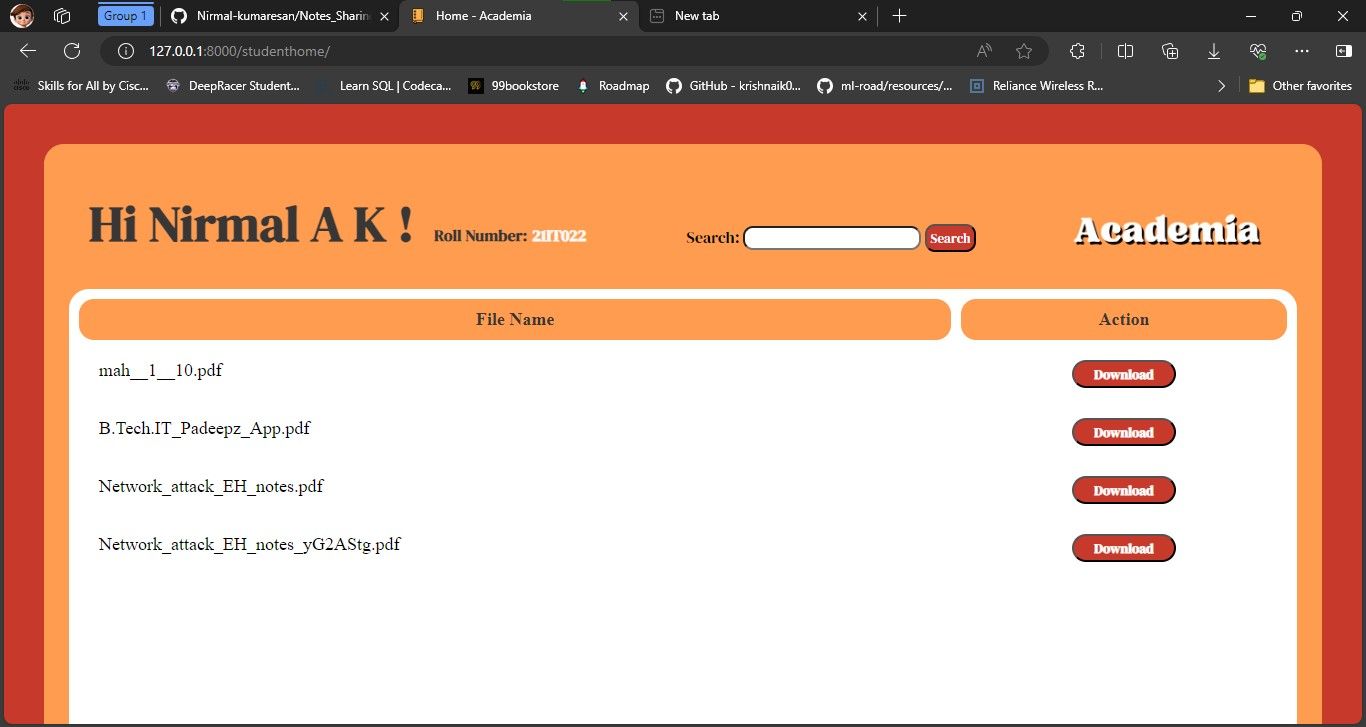 Group 1
Nirmal-kumaresan/Notes_Sharin
Home - Academia
New tab
127.0.0.1:8000/studenthome/
Skills for All by Cisc...
DeepRacer Student...
Learn SQL | Codeca...
99bookstore
Roadmap
GitHub - krishnaik0...
ml-road/resources/...
Reliance Wireless R...
Other favorites
Hi Nirmal A K !
Roll Number: 21IT022
Search:
Search
Academia
File Name
Action
mah__1__10.pdf
Download
B.Tech.IT_Padeepz_App.pdf
Download
Network_attack_EH_notes.pdf
Download
Network_attack_EH_notes_yG2AStg.pdf
Download